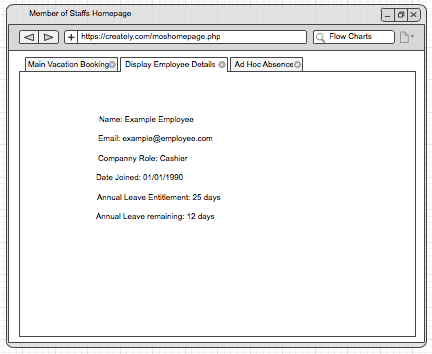 Member of Staffs Homepage
https://creately.com/moshomepage.php
Flow Charts
Main Vacation Booking
Display Employee Details
Ad Hoc Absence
Name: Example Employee
Email: example@employee.com
Companny Role: Cashier
Date Joined: 01/01/1990
Annual Leave Entitlement: 25 days
Annual Leave remaining: 12 days